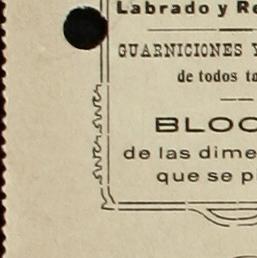 Labrado y Re
GUARNICIONES Y
de todos ta
BLOC
de las dime
que se p